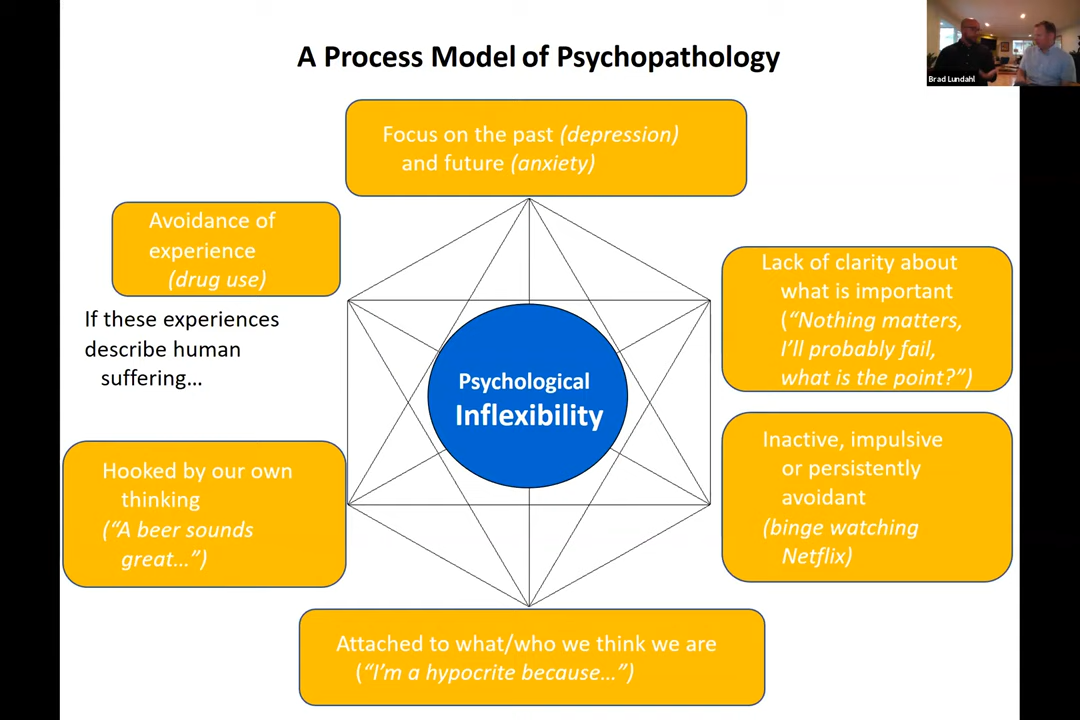 A Process Model of Psychopathology
Brad Lundahl
Focus on the past (depression)
and future (anxiety)
Avoidance of
experience
(drug use)
If these experiences
describe human
suffering...
Lack of clarity about
what is important
(“Nothing matters,
I’ll probably fail,
what is the point?”)
Psychological
Inflexibility
Hooked by our own
thinking
(“A beer sounds
great...”)
Inactive, impulsive
or persistently
avoidant
(binge watching
Netflix)
Attached to what/who we think we are
(“I’m a hypocrite because...”)